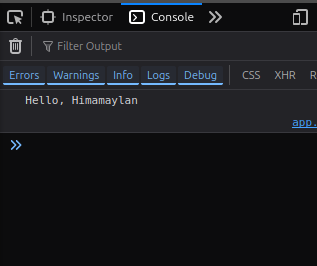 Inspector Console
Filter Output
Errors Warnings Info Logs Debug CSS XHR R
Hello, Himamaylan
app.